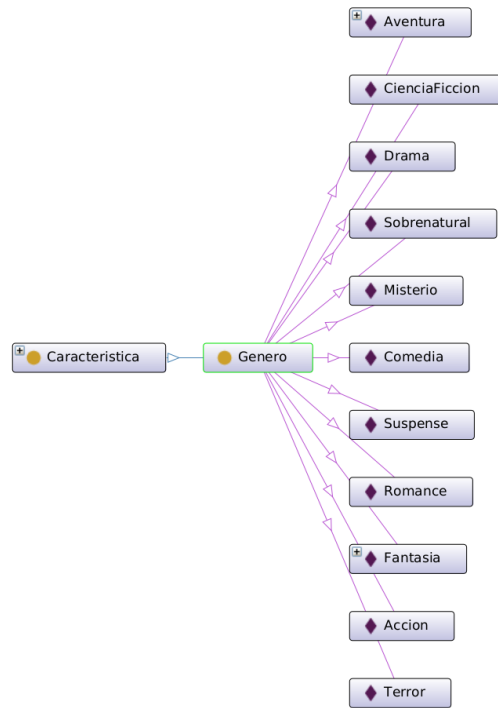 Aventura
CienciaFiccion
Drama
Sobrenatural
Misterio
Caracteristica
Genero
Comedia
Suspense
Romance
Fantasia
Accion
Terror